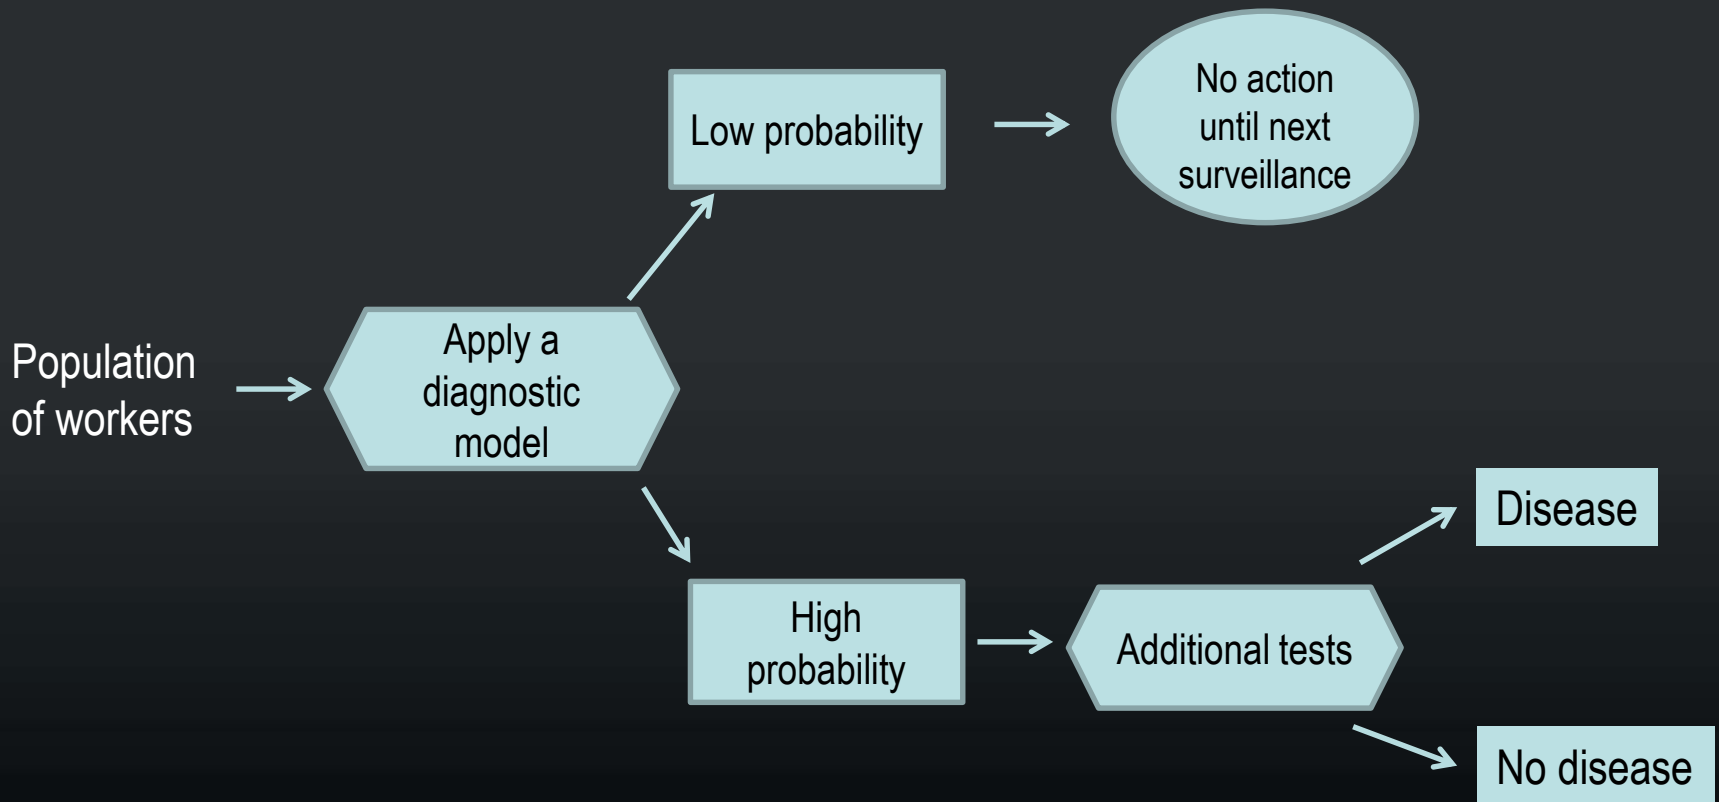 Population
of workers
Apply a
diagnostic
model
Low probability
No action
until next
surveillance
High
probability
Additional tests
Disease
No disease